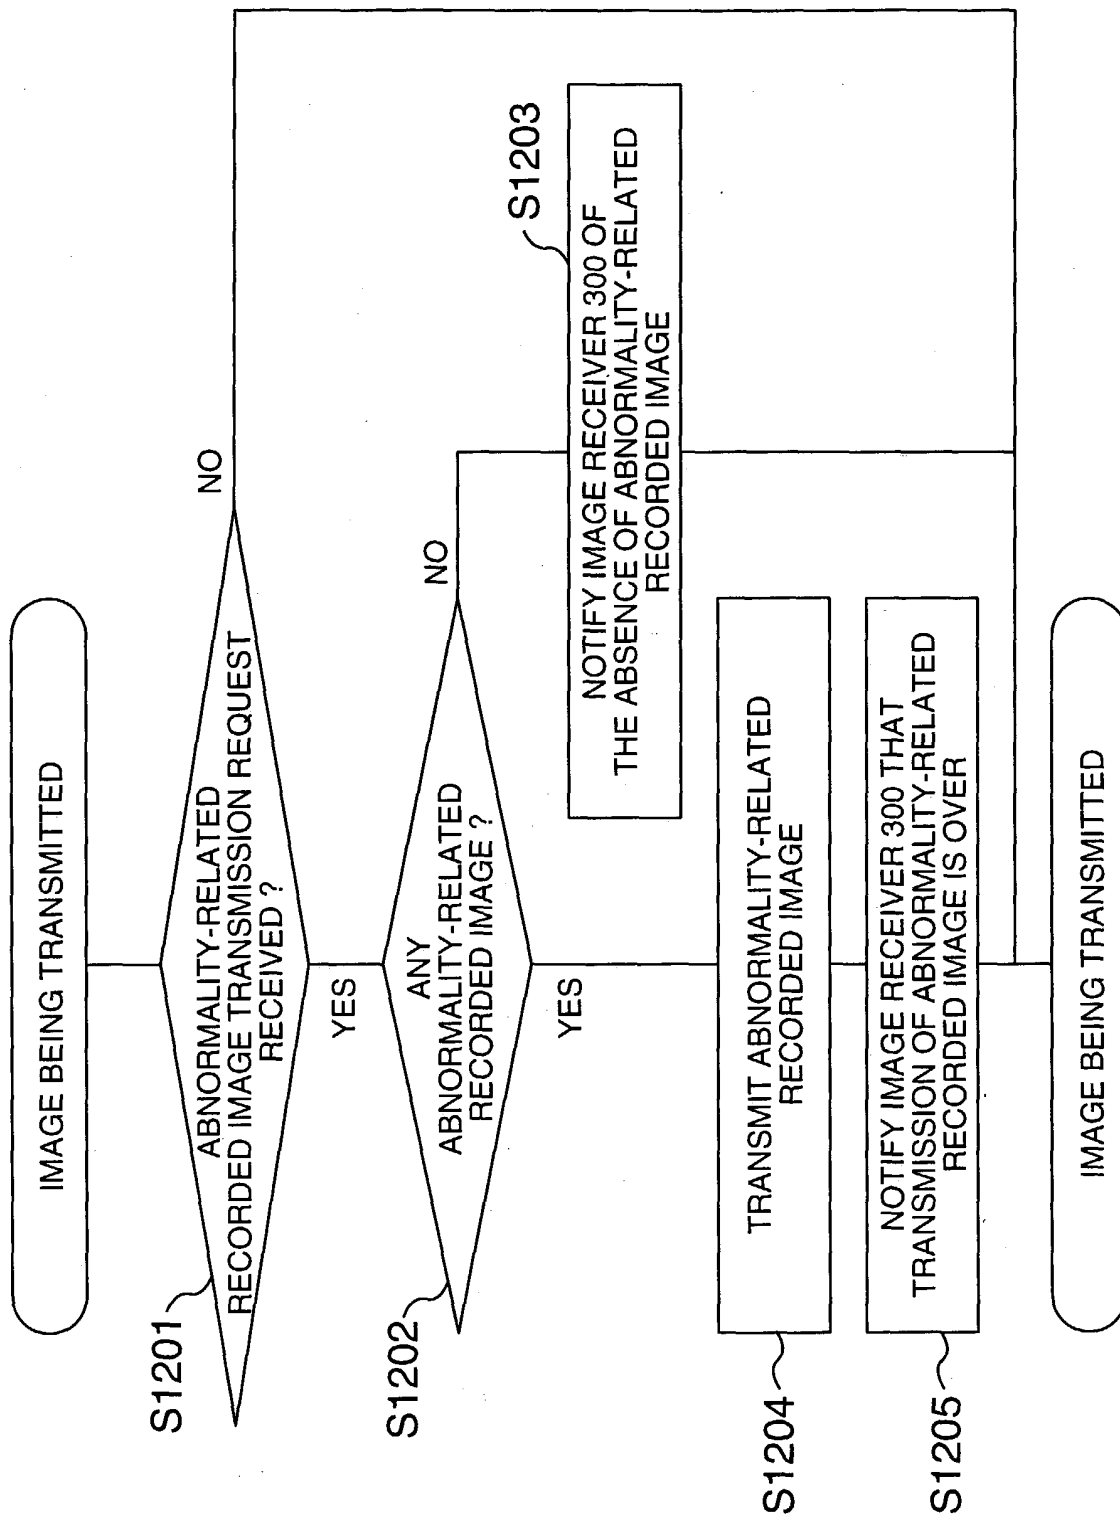 IMAGE BEING TRANSMITTED
S1201
ABNORMALITY-RELATED
RECORDED IMAGE TRANSMISSION REQUEST
RECEIVED ?
NO
YES
S1202
ANY
ABNORMALITY-RELATED
RECORDED IMAGE ?
NO
YES
S1203
NOTIFY IMAGE RECEIVER 300 OF
THE ABSENCE OF ABNORMALITY-RELATED
RECORDED IMAGE
S1204
TRANSMIT ABNORMALITY-RELATED
RECORDED IMAGE
S1205
NOTIFY IMAGE RECEIVER 300 THAT
TRANSMISSION OF ABNORMALITY-RELATED
RECORDED IMAGE IS OVER
IMAGE BEING TRANSMITTED